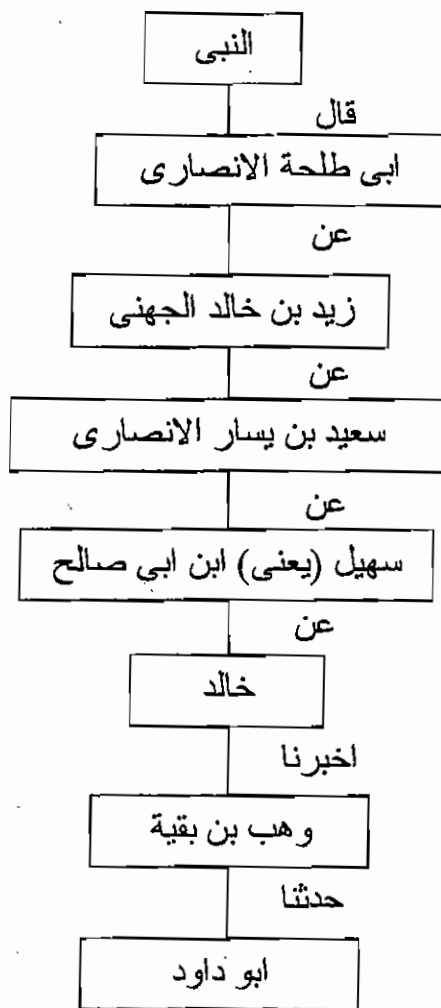 النبى
قال
ابى طلحة الانصارى
عن
زيد بن خالد الجهنى
عن
سعيد بن يسار الانصارى
عن
سهيل (يعنى) ابن ابى صالح
عن
خالد
اخبرنا
وهب بن بقية
حدثنا
ابو داود